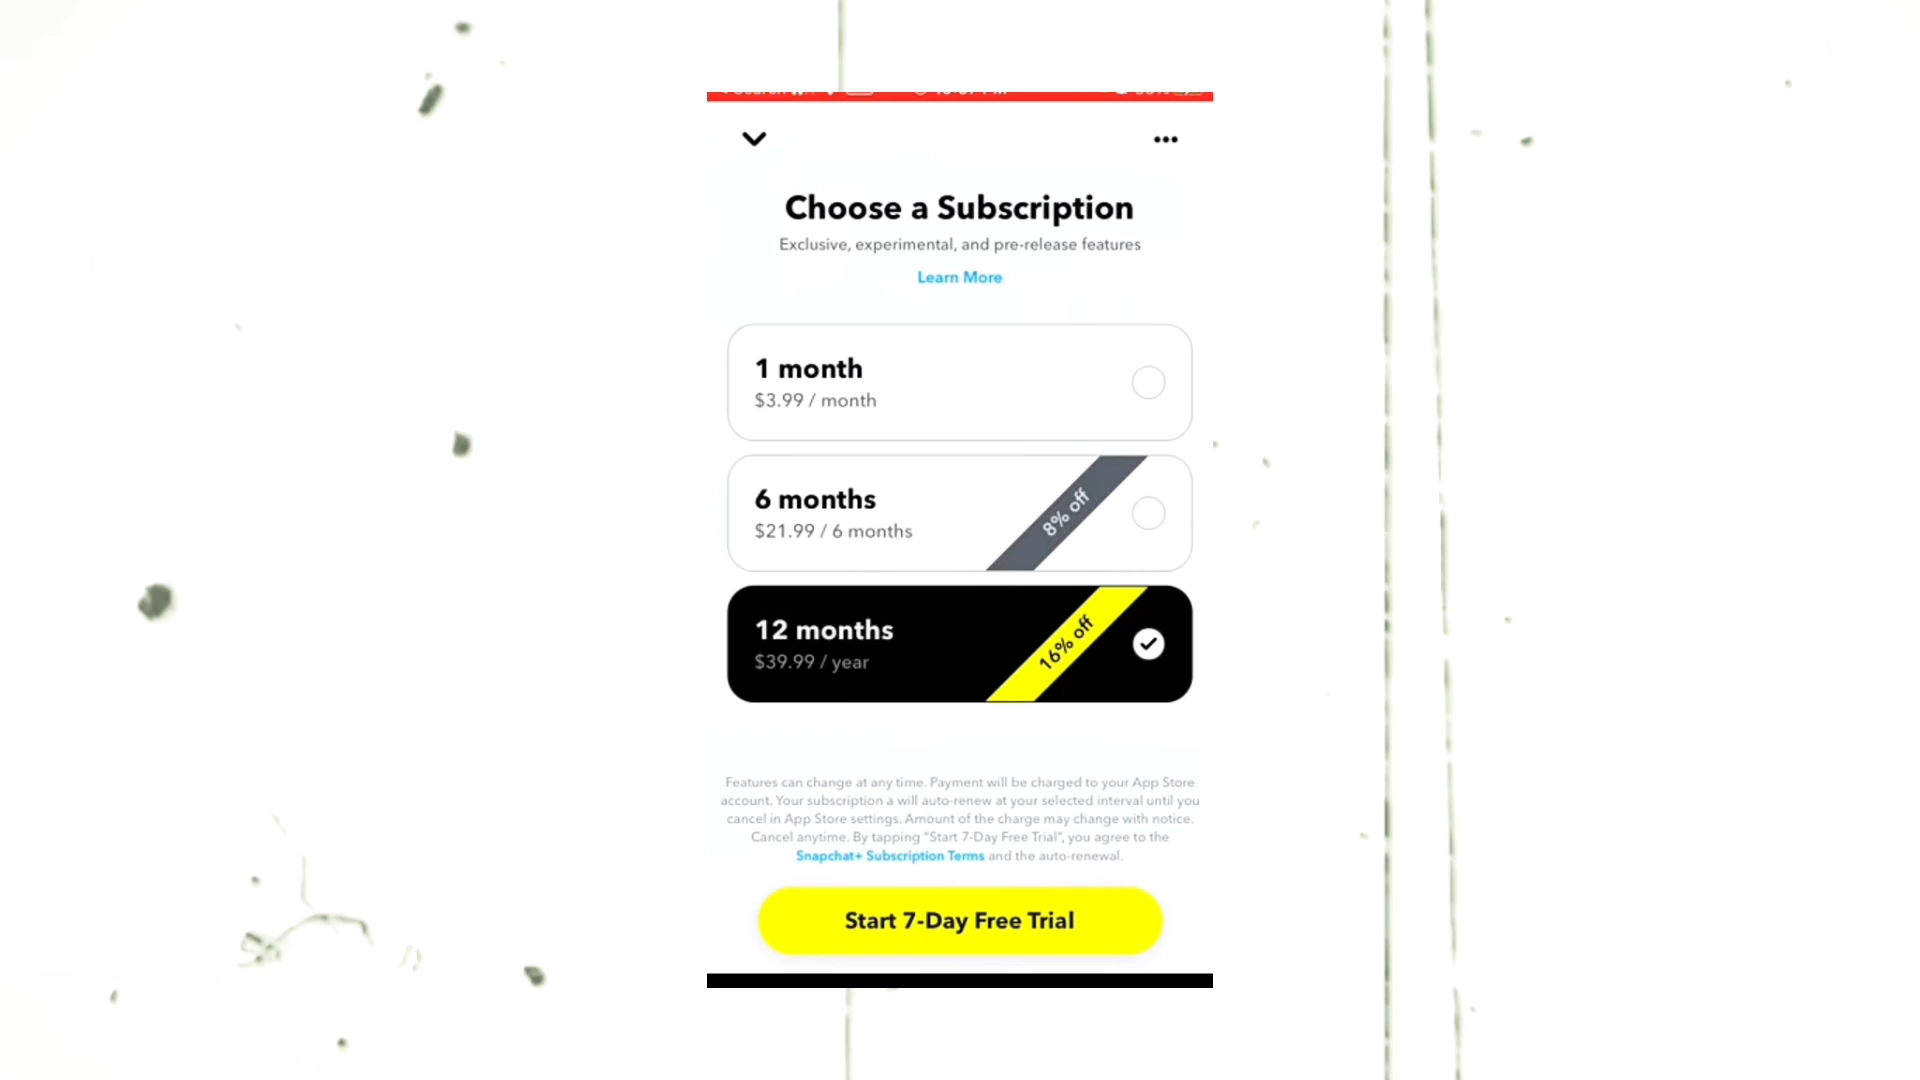 Choose a Subscription
Exclusive, experimental, and pre-release features
Learn More
1 month
$3.99 / month
6 months
$21.99 / 6 months
8% off
12 months
$39.99 / year
16% off
Features can change at any time. Payment will be charged to your App Store
account. Your subscription a will auto-renew at your selected interval until you
cancel in App Store settings. Amount of the charge may change with notice.
Cancel anytime. By tapping "Start 7-Day Free Trial", you agree to the
Snapchat+ Subscription Terms and the auto-renewal.
Start 7-Day Free Trial